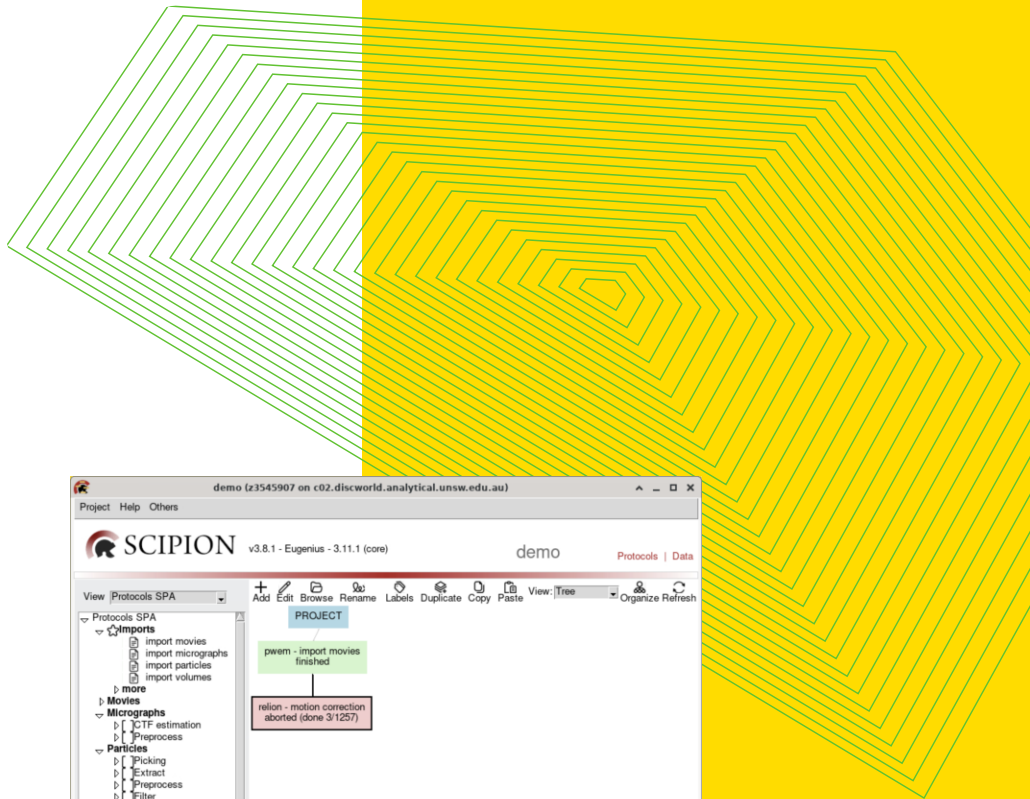 demo (z3545907 on c02.discworld.analytical.unsw.edu.au)
Project Help Others
SCIPION v3.8.1 - Eugenius - 3.11.1 (core) demo Protocols | Data
View Protocols SPA
Add Edit Browse Rename Labels Duplicate Copy Paste View: Tree Organize Refresh
Protocols SPA
Imports
import movies
import micrographs
import particles
import volumes
more
Movies
Micrographs
[ ]CTF estimation
[ ]Preprocess
Particles
[ ]Picking
[ ]Extract
[ ]Preprocess
[ ]Filter
PROJECT
pwem - import movies
finished
relion - motion correction
aborted (done 3/1257)